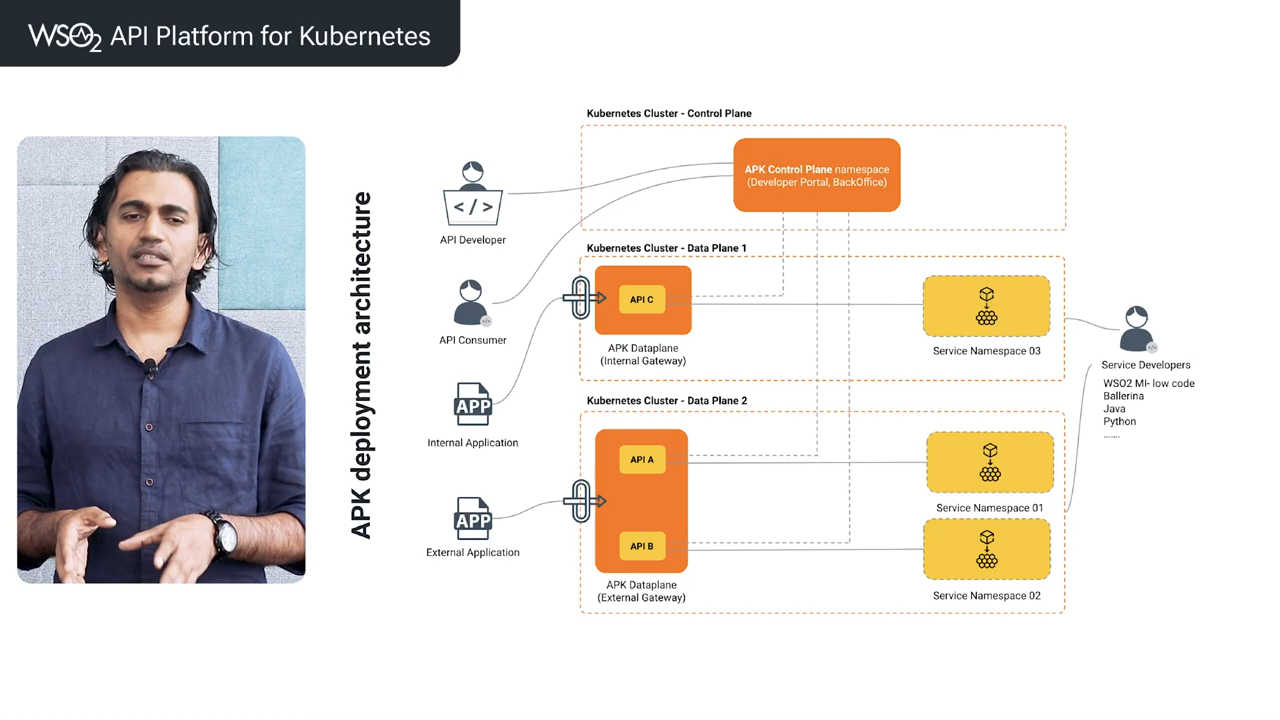 WSO2 API Platform for Kubernetes
APK deployment architecture
Kubernetes Cluster - Control Plane
APK Control Plane namespace
(Developer Portal, BackOffice)
</>
API Developer
Kubernetes Cluster - Data Plane 1
API C
APK Dataplane
(Internal Gateway)
Service Namespace 03
API Consumer
APP
Internal Application
Service Developers
WSO2 MI- low code
Ballerina
Java
Python
.......
Kubernetes Cluster - Data Plane 2
API A
API B
APK Dataplane
(External Gateway)
Service Namespace 01
Service Namespace 02
APP
External Application